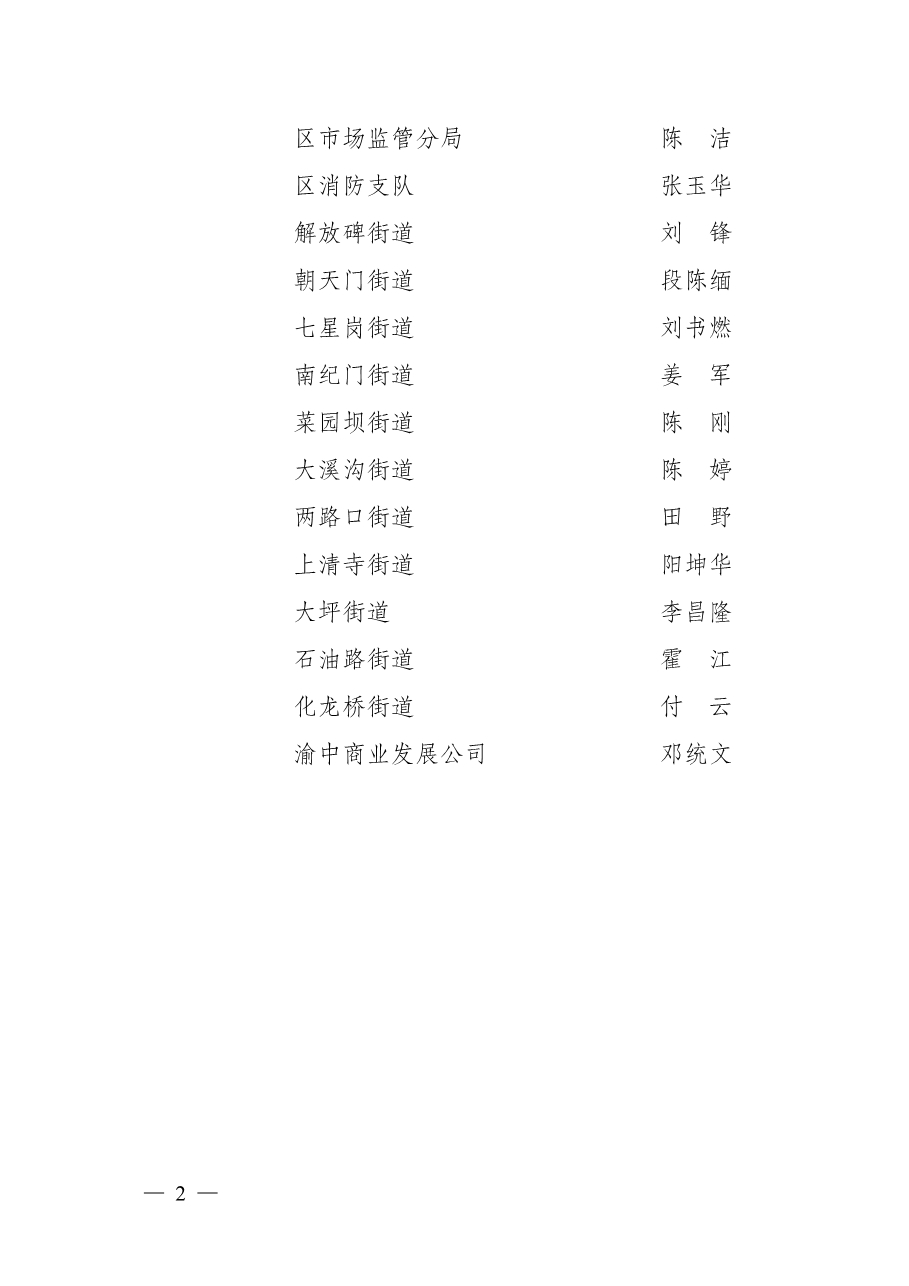 区市场监管分局 陈　洁
区消防支队 张玉华
解放碑街道 刘　锋
朝天门街道 段陈缅
七星岗街道 刘书燃
南纪门街道 姜　军
菜园坝街道 陈　刚
大溪沟街道 陈　婷
两路口街道 田　野
上清寺街道 阳坤华
大坪街道 李昌隆
石油路街道 霍　江
化龙桥街道 付　云
渝中商业发展公司 邓统文
— 2 —